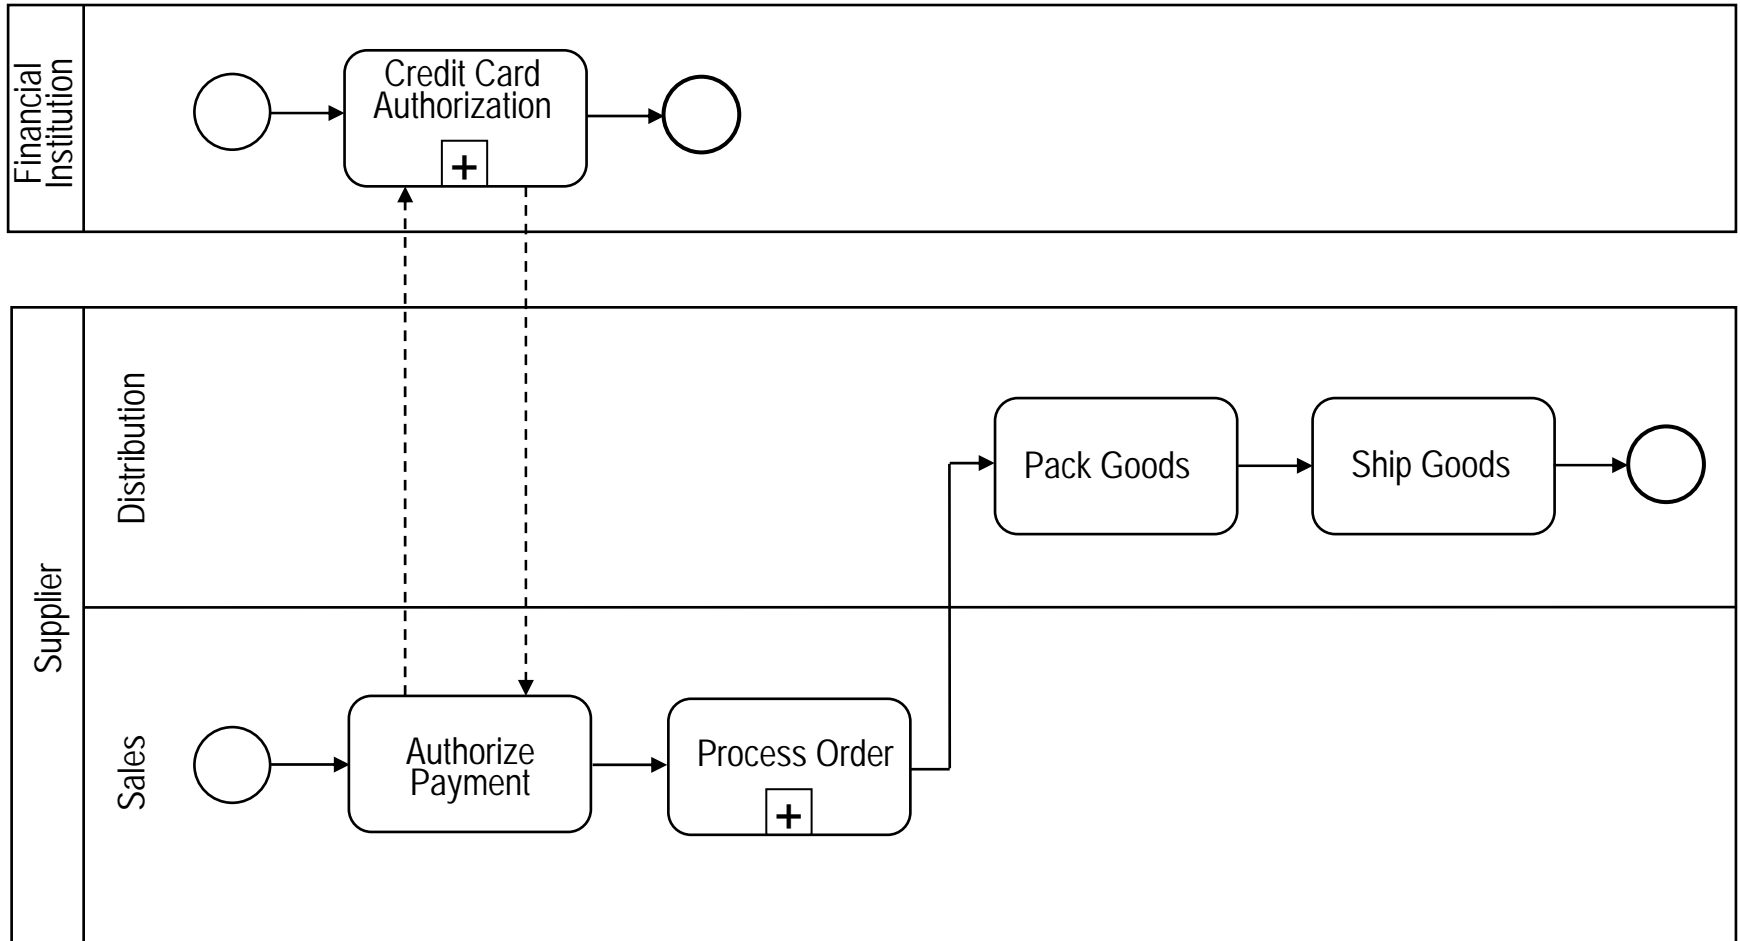 Financial
Institution
Credit Card
Authorization
+
Supplier
Distribution
Pack Goods
Ship Goods
Sales
Authorize
Payment
Process Order
+